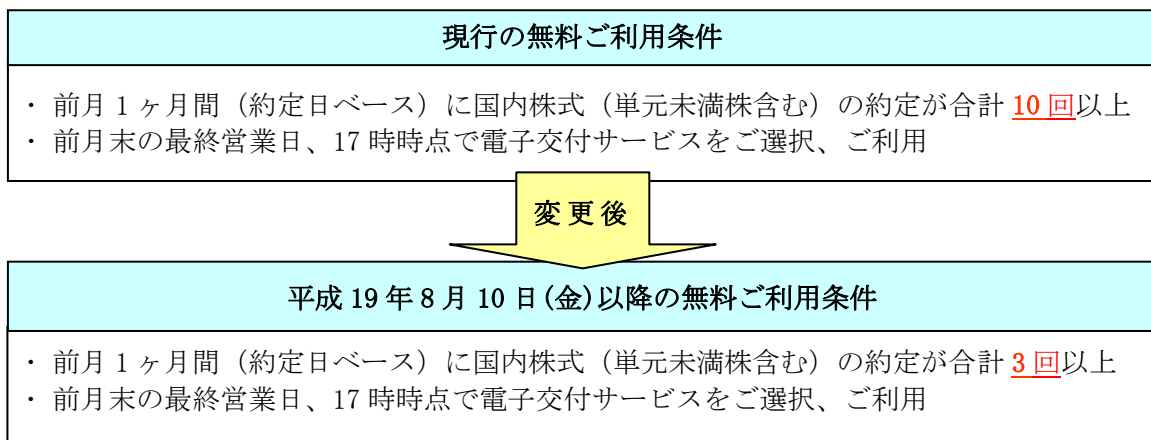 現行の無料ご利用条件
・ 前月 1 ヶ月間（約定日ベース）に国内株式（単元未満株含む）の約定が合計 10 回以上
・ 前月末の最終営業日、17 時時点で電子交付サービスをご選択、ご利用
変更後
平成 19 年 8 月 10 日(金)以降の無料ご利用条件
・ 前月 1 ヶ月間（約定日ベース）に国内株式（単元未満株含む）の約定が合計 3 回以上
・ 前月末の最終営業日、17 時時点で電子交付サービスをご選択、ご利用